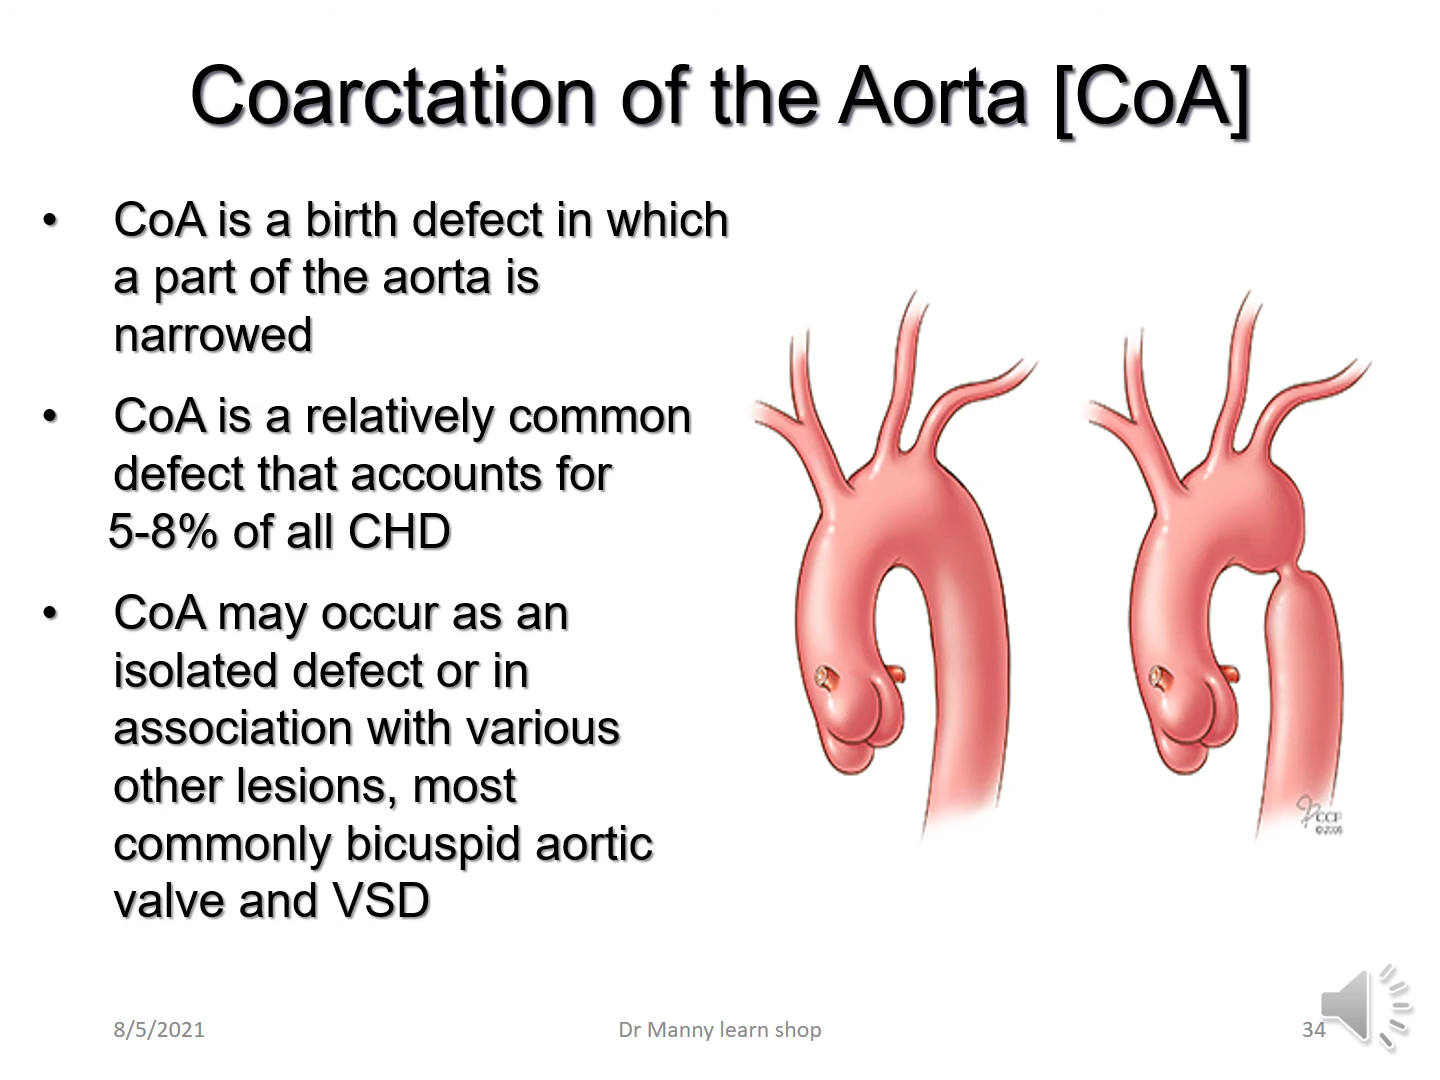 Coarctation of the Aorta [CoA]
• CoA is a birth defect in which
a part of the aorta is
narrowed
• CoA is a relatively common
defect that accounts for
5-8% of all CHD
• CoA may occur as an
isolated defect or in
association with various
other lesions, most
commonly bicuspid aortic
valve and VSD
CCF
©2006
8/5/2021
Dr Manny learn shop
34